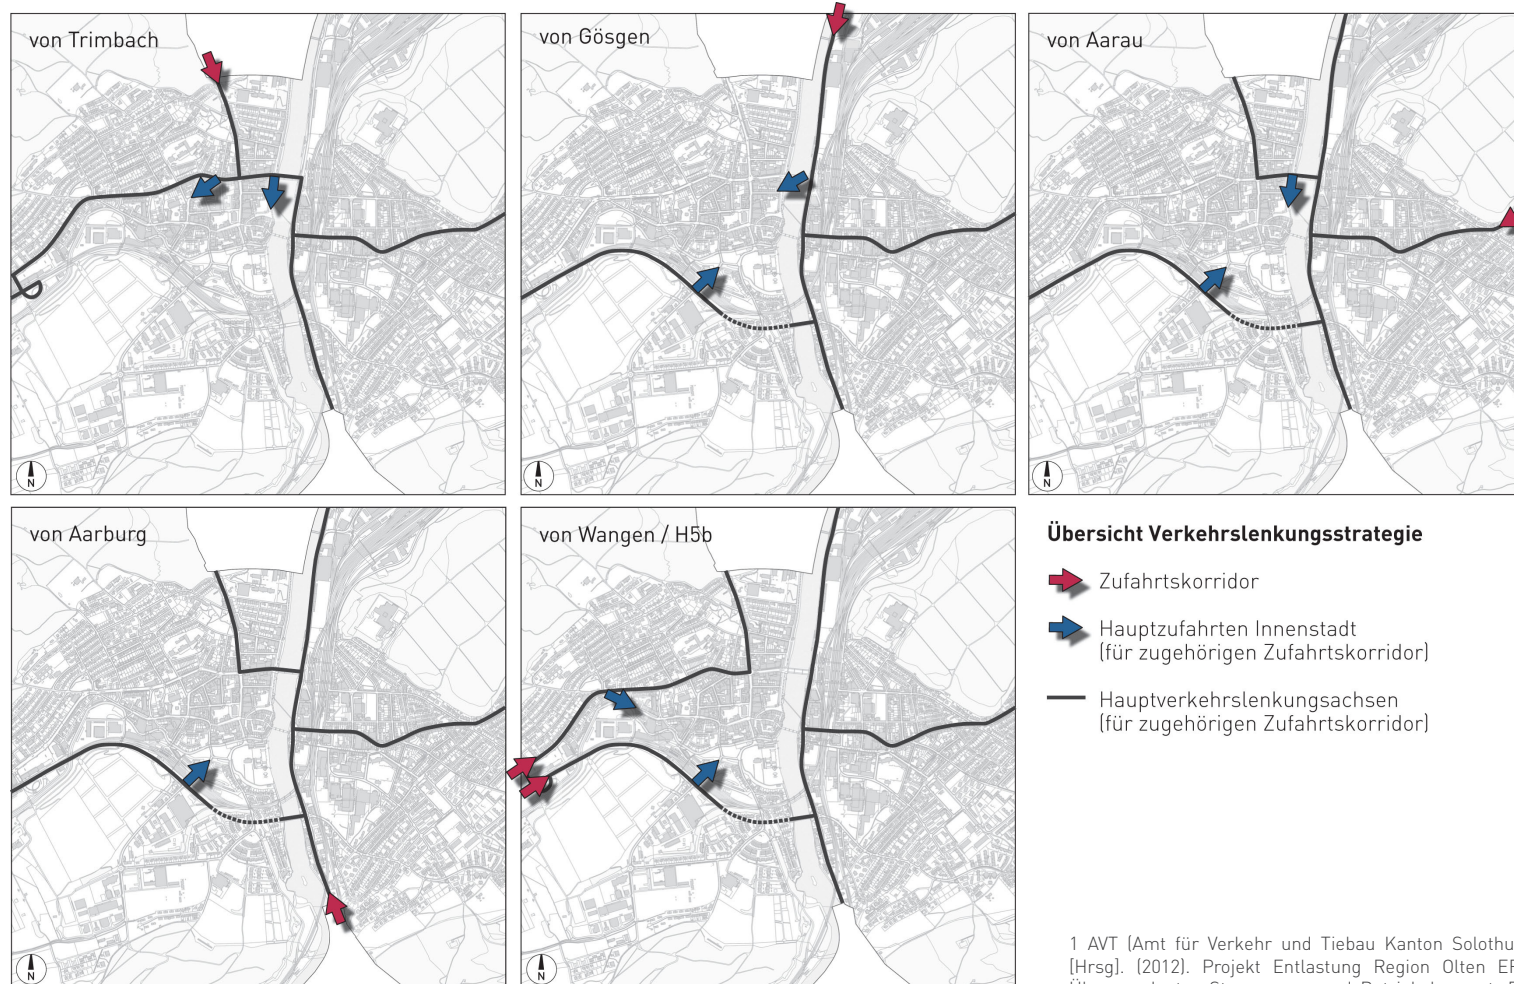 von Trimbach
von Gösgen
von Aarau
N
N
N
von Aarburg
von Wangen / H5b
N
N
Übersicht Verkehrslenkungsstrategie
Zufahrtskorridor
Hauptzufahrten Innenstadt
(für zugehörigen Zufahrtskorridor)
Hauptverkehrslenkungsachsen
(für zugehörigen Zufahrtskorridor)
1 AVT (Amt für Verkehr und Tiebau Kanton Solothu
[Hrsg]. (2012). Projekt Entlastung Region Olten